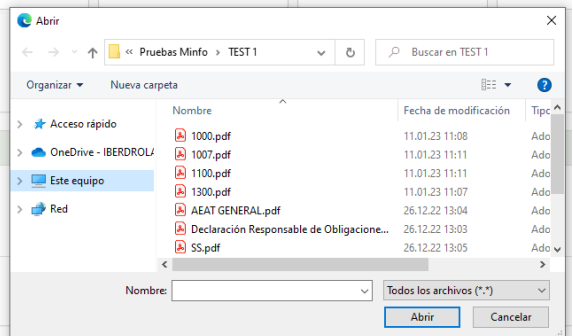 Abrir
« Pruebas Minfo › TEST 1
Buscar en TEST 1
Organizar
Nueva carpeta
Nombre
Fecha de modificación
Tipo
Acceso rápido
OneDrive - IBERDROLA
Este equipo
Red
1000.pdf 11.01.23 11:08 Ado
1007.pdf 11.01.23 11:11 Ado
1100.pdf 11.01.23 11:11 Ado
1300.pdf 11.01.23 11:07 Ado
AEAT GENERAL.pdf 26.12.22 13:04 Ado
Declaración Responsable de Obligacione... 26.12.22 13:03 Ado
SS.pdf 26.12.22 13:05 Ado
Nombre:
Todos los archivos (*.*)
Abrir
Cancelar